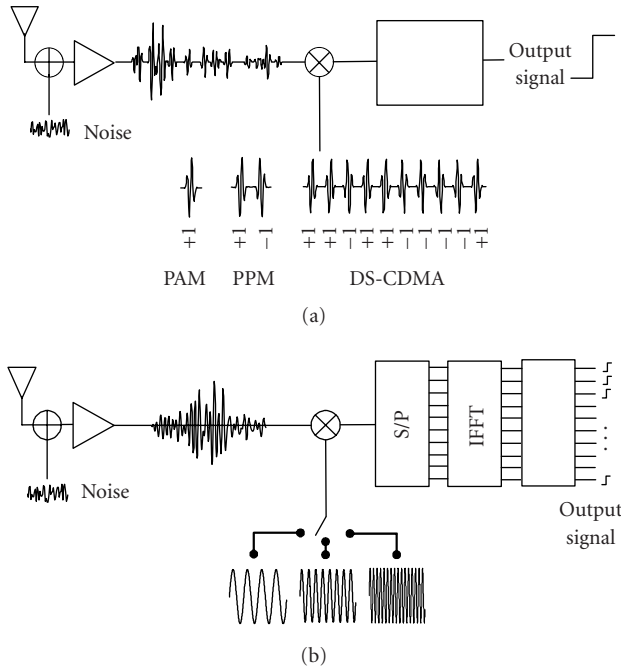 Output
signal
Noise
+1
+1
−1
+1
+1
−1
+1
+1
−1
−1
−1
−1
+1
PAM
PPM
DS-CDMA
(a)
S/P
IFFT
Noise
Output
signal
(b)